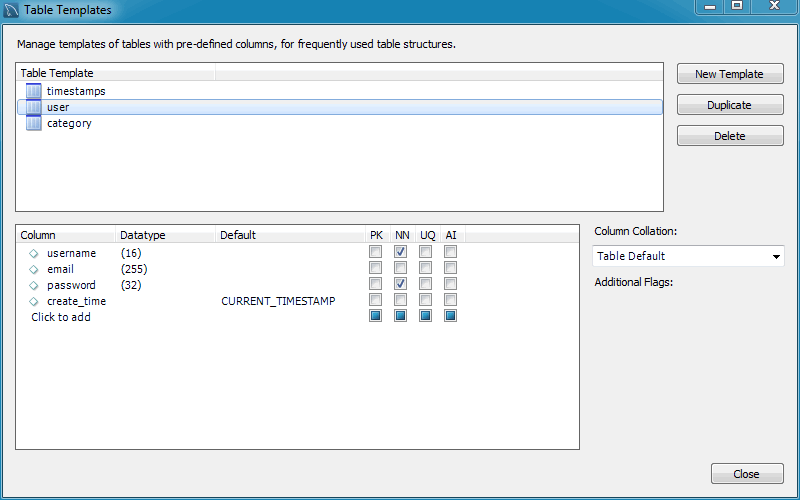 Table Templates
Manage templates of tables with pre-defined columns, for frequently used table structures.
Table Template
timestamps
user
category
New Template
Duplicate
Delete
Column Datatype Default PK NN UQ AI
username (16)
email (255)
password (32)
create_time CURRENT_TIMESTAMP
Click to add
Column Collation:
Table Default
Additional Flags:
Close